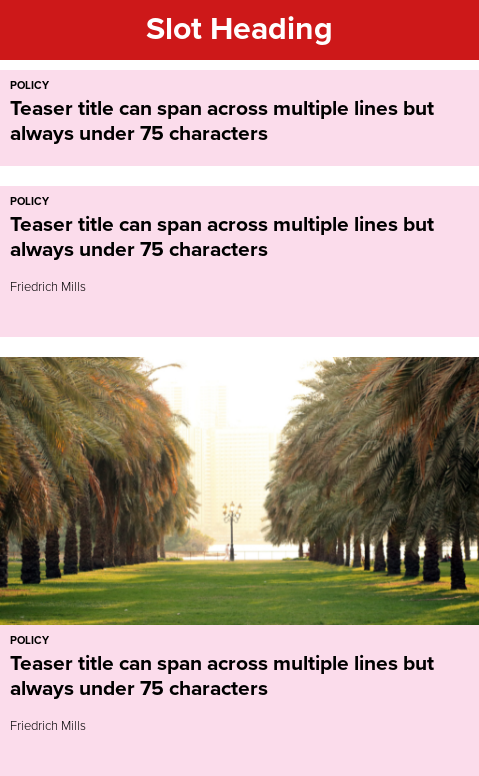 Slot Heading
POLICY
Teaser title can span across multiple lines but
always under 75 characters
POLICY
Teaser title can span across multiple lines but
always under 75 characters
Friedrich Mills
POLICY
Teaser title can span across multiple lines but
always under 75 characters
Friedrich Mills